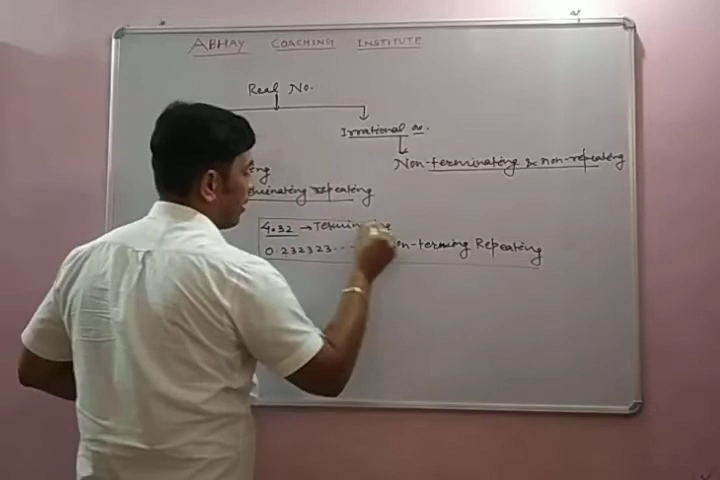 ABHAY COACHING INSTITUTE
Real No.
Irrational no.
Non-terminating & non-repeating
repeating
4.32 → Terminating
0.232323... Non-terming Repeating